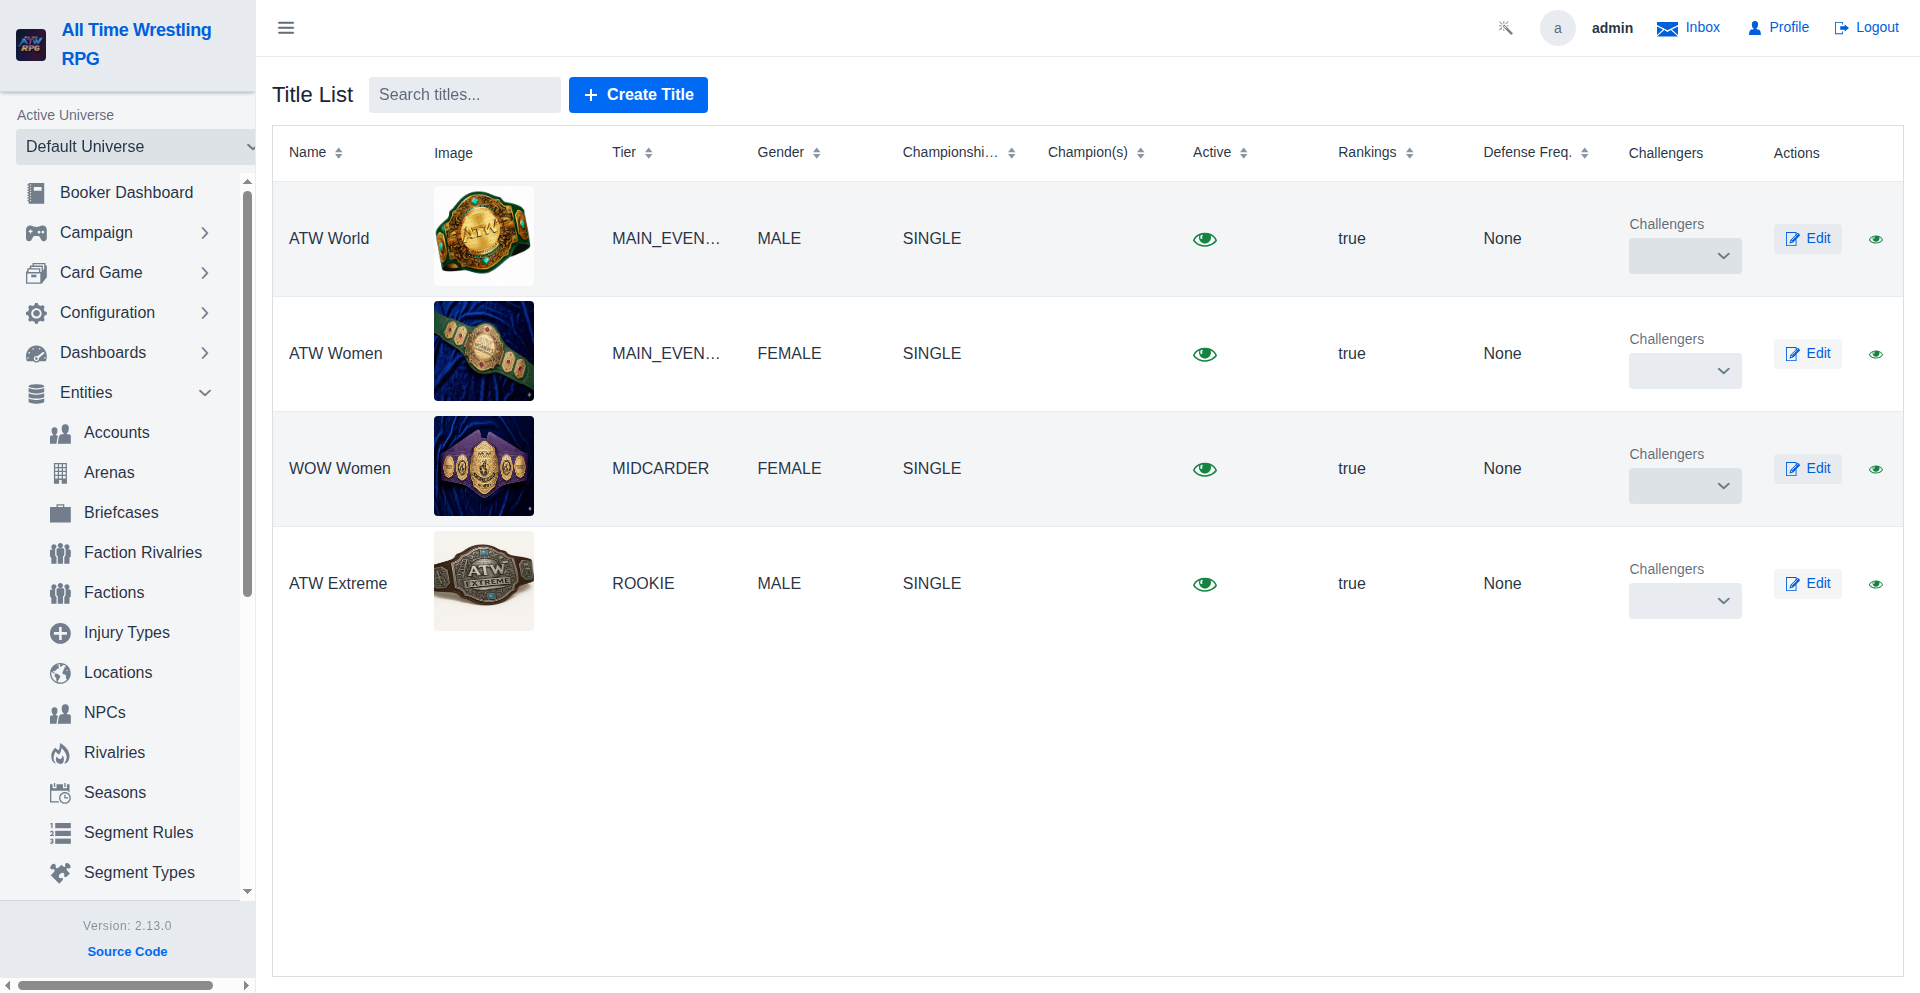 All Time Wrestling
RPG
a
admin
Inbox
Profile
Logout
Active Universe
Default Universe
Booker Dashboard
Campaign
Card Game
Configuration
Dashboards
Entities
Accounts
Arenas
Briefcases
Faction Rivalries
Factions
Injury Types
Locations
NPCs
Rivalries
Seasons
Segment Rules
Segment Types
Version: 2.13.0
Source Code
Title List
Search titles...
Create Title
Name Image Tier Gender Championshi... Champion(s) Active Rankings Defense Freq. Challengers Actions
ATW World ATW MAIN_EVEN... MALE SINGLE true None Challengers Edit
ATW Women MAIN_EVEN... FEMALE SINGLE true None Challengers Edit
WOW Women MIDCARDER FEMALE SINGLE true None Challengers Edit
ATW Extreme ATW EXTREME ROOKIE MALE SINGLE true None Challengers Edit